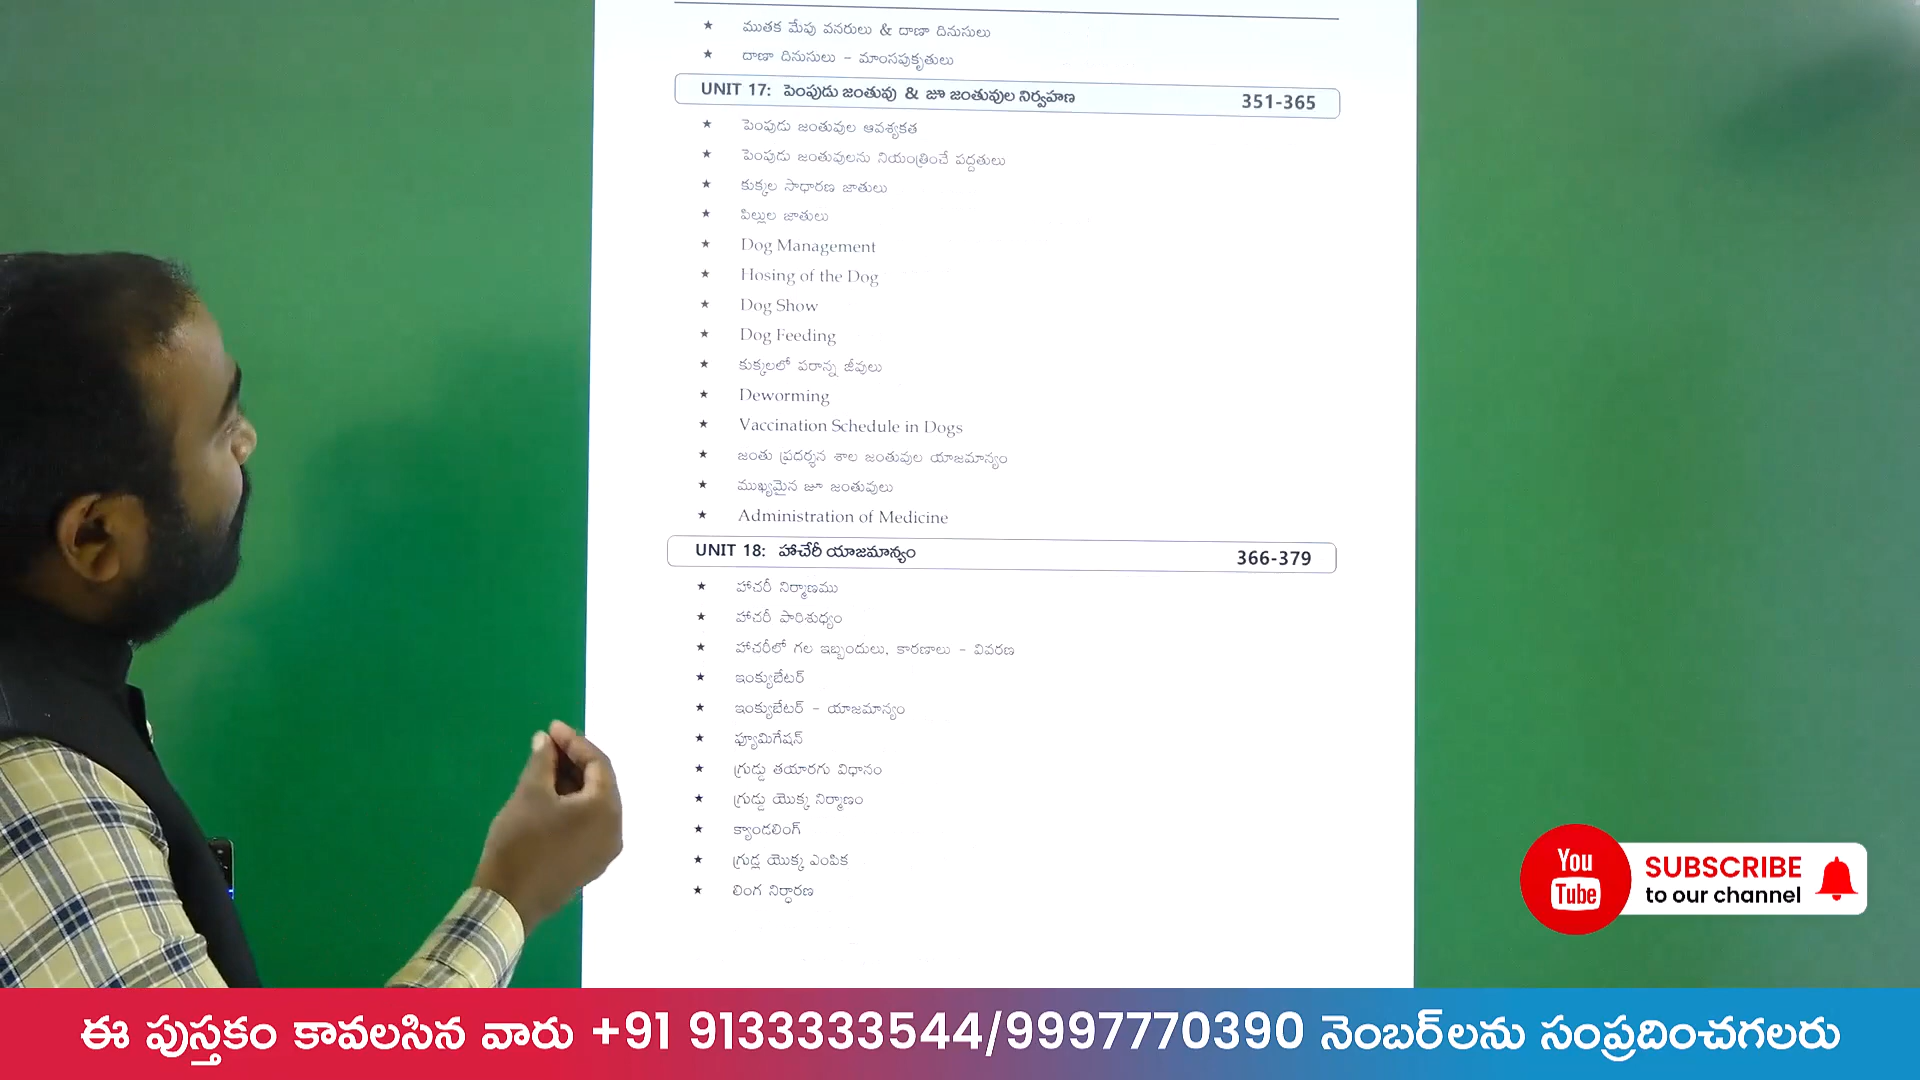 ★ ముతక మేపు వనరులు & దాణా దినుసులు
★ దాణా దినుసులు - మాంసపుకృతులు
UNIT 17: పెంపుడు జంతువు & జూ జంతువుల నిర్వహణ 351-365
★ పెంపుడు జంతువుల ఆవశ్యకత
★ పెంపుడు జంతువులను నియంత్రించే పద్ధతులు
★ కుక్కల సాధారణ జాతులు
★ పిల్లుల జాతులు
★ Dog Management
★ Hosing of the Dog
★ Dog Show
★ Dog Feeding
★ కుక్కలలో పరాన్న జీవులు
★ Deworming
★ Vaccination Schedule in Dogs
★ జంతు ప్రదర్శన శాల జంతువుల యాజమాన్యం
★ ముఖ్యమైన జూ జంతువులు
★ Administration of Medicine
UNIT 18: హాచేరీ యాజమాన్యం 366-379
★ హాచరీ నిర్మాణము
★ హాచరీ పారిశుధ్యం
★ హాచరీలో గల ఇబ్బందులు, కారణాలు - వివరణ
★ ఇంక్యుబేటర్
★ ఇంక్యుబేటర్ - యాజమాన్యం
★ ఫ్యూమిగేషన్
★ గ్రుడ్డు తయారగు విధానం
★ గ్రుడ్డు యొక్క నిర్మాణం
★ క్యాండలింగ్
★ గ్రుడ్ల యొక్క ఎంపిక
★ లింగ నిర్ధారణ
You Tube
SUBSCRIBE
to our channel
ఈ పుస్తకం కావలసిన వారు +91 9133333544/9997770390 నెంబర్‌లను సంప్రదించగలరు